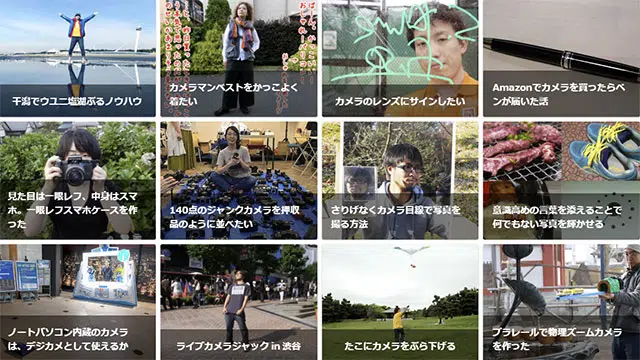 干潟でウユニ塩湖ぶるノウハウ
カメラマンベストをかっこよく
着たい
カメラのレンズにサインしたい
Amazonでカメラを買ったらペ
ンが届いた話
見た目は一眼レフ、中身はスマ
ホ。一眼レフスマホケースを作
った
140点のジャンクカメラを押収
品のように並べたい
さりげなくカメラ目線で写真を
撮る方法
意識高めの言葉を添えることで
何でもない写真を輝かせる
ノートパソコン内蔵のカメラ
は、デジカメとして使えるか
ライブカメラジャック in 渋谷
たこにカメラをぶら下げる
プラレールで物理ズームカメラ
を作った